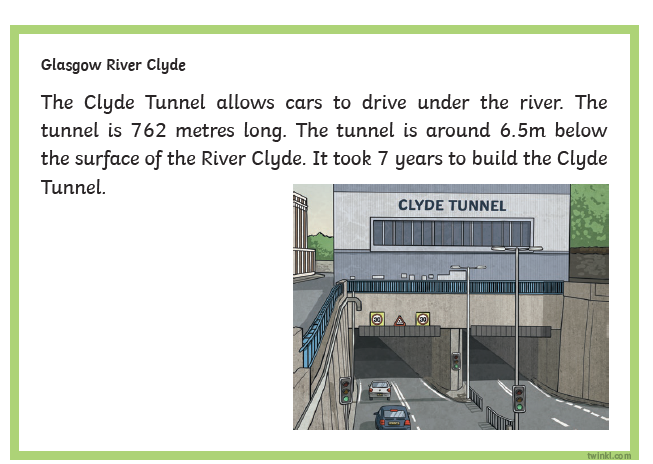 Glasgow River Clyde
The Clyde Tunnel allows cars to drive under the river. The
tunnel is 762 metres long. The tunnel is around 6.5m below
the surface of the River Clyde. It took 7 years to build the Clyde
Tunnel.
CLYDE TUNNEL
30
30
twinkl.com